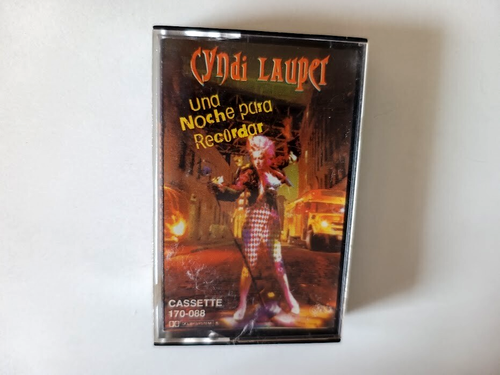 Cyndi Lauper
Una
Noche para
Recordar
CASSETTE
170-088